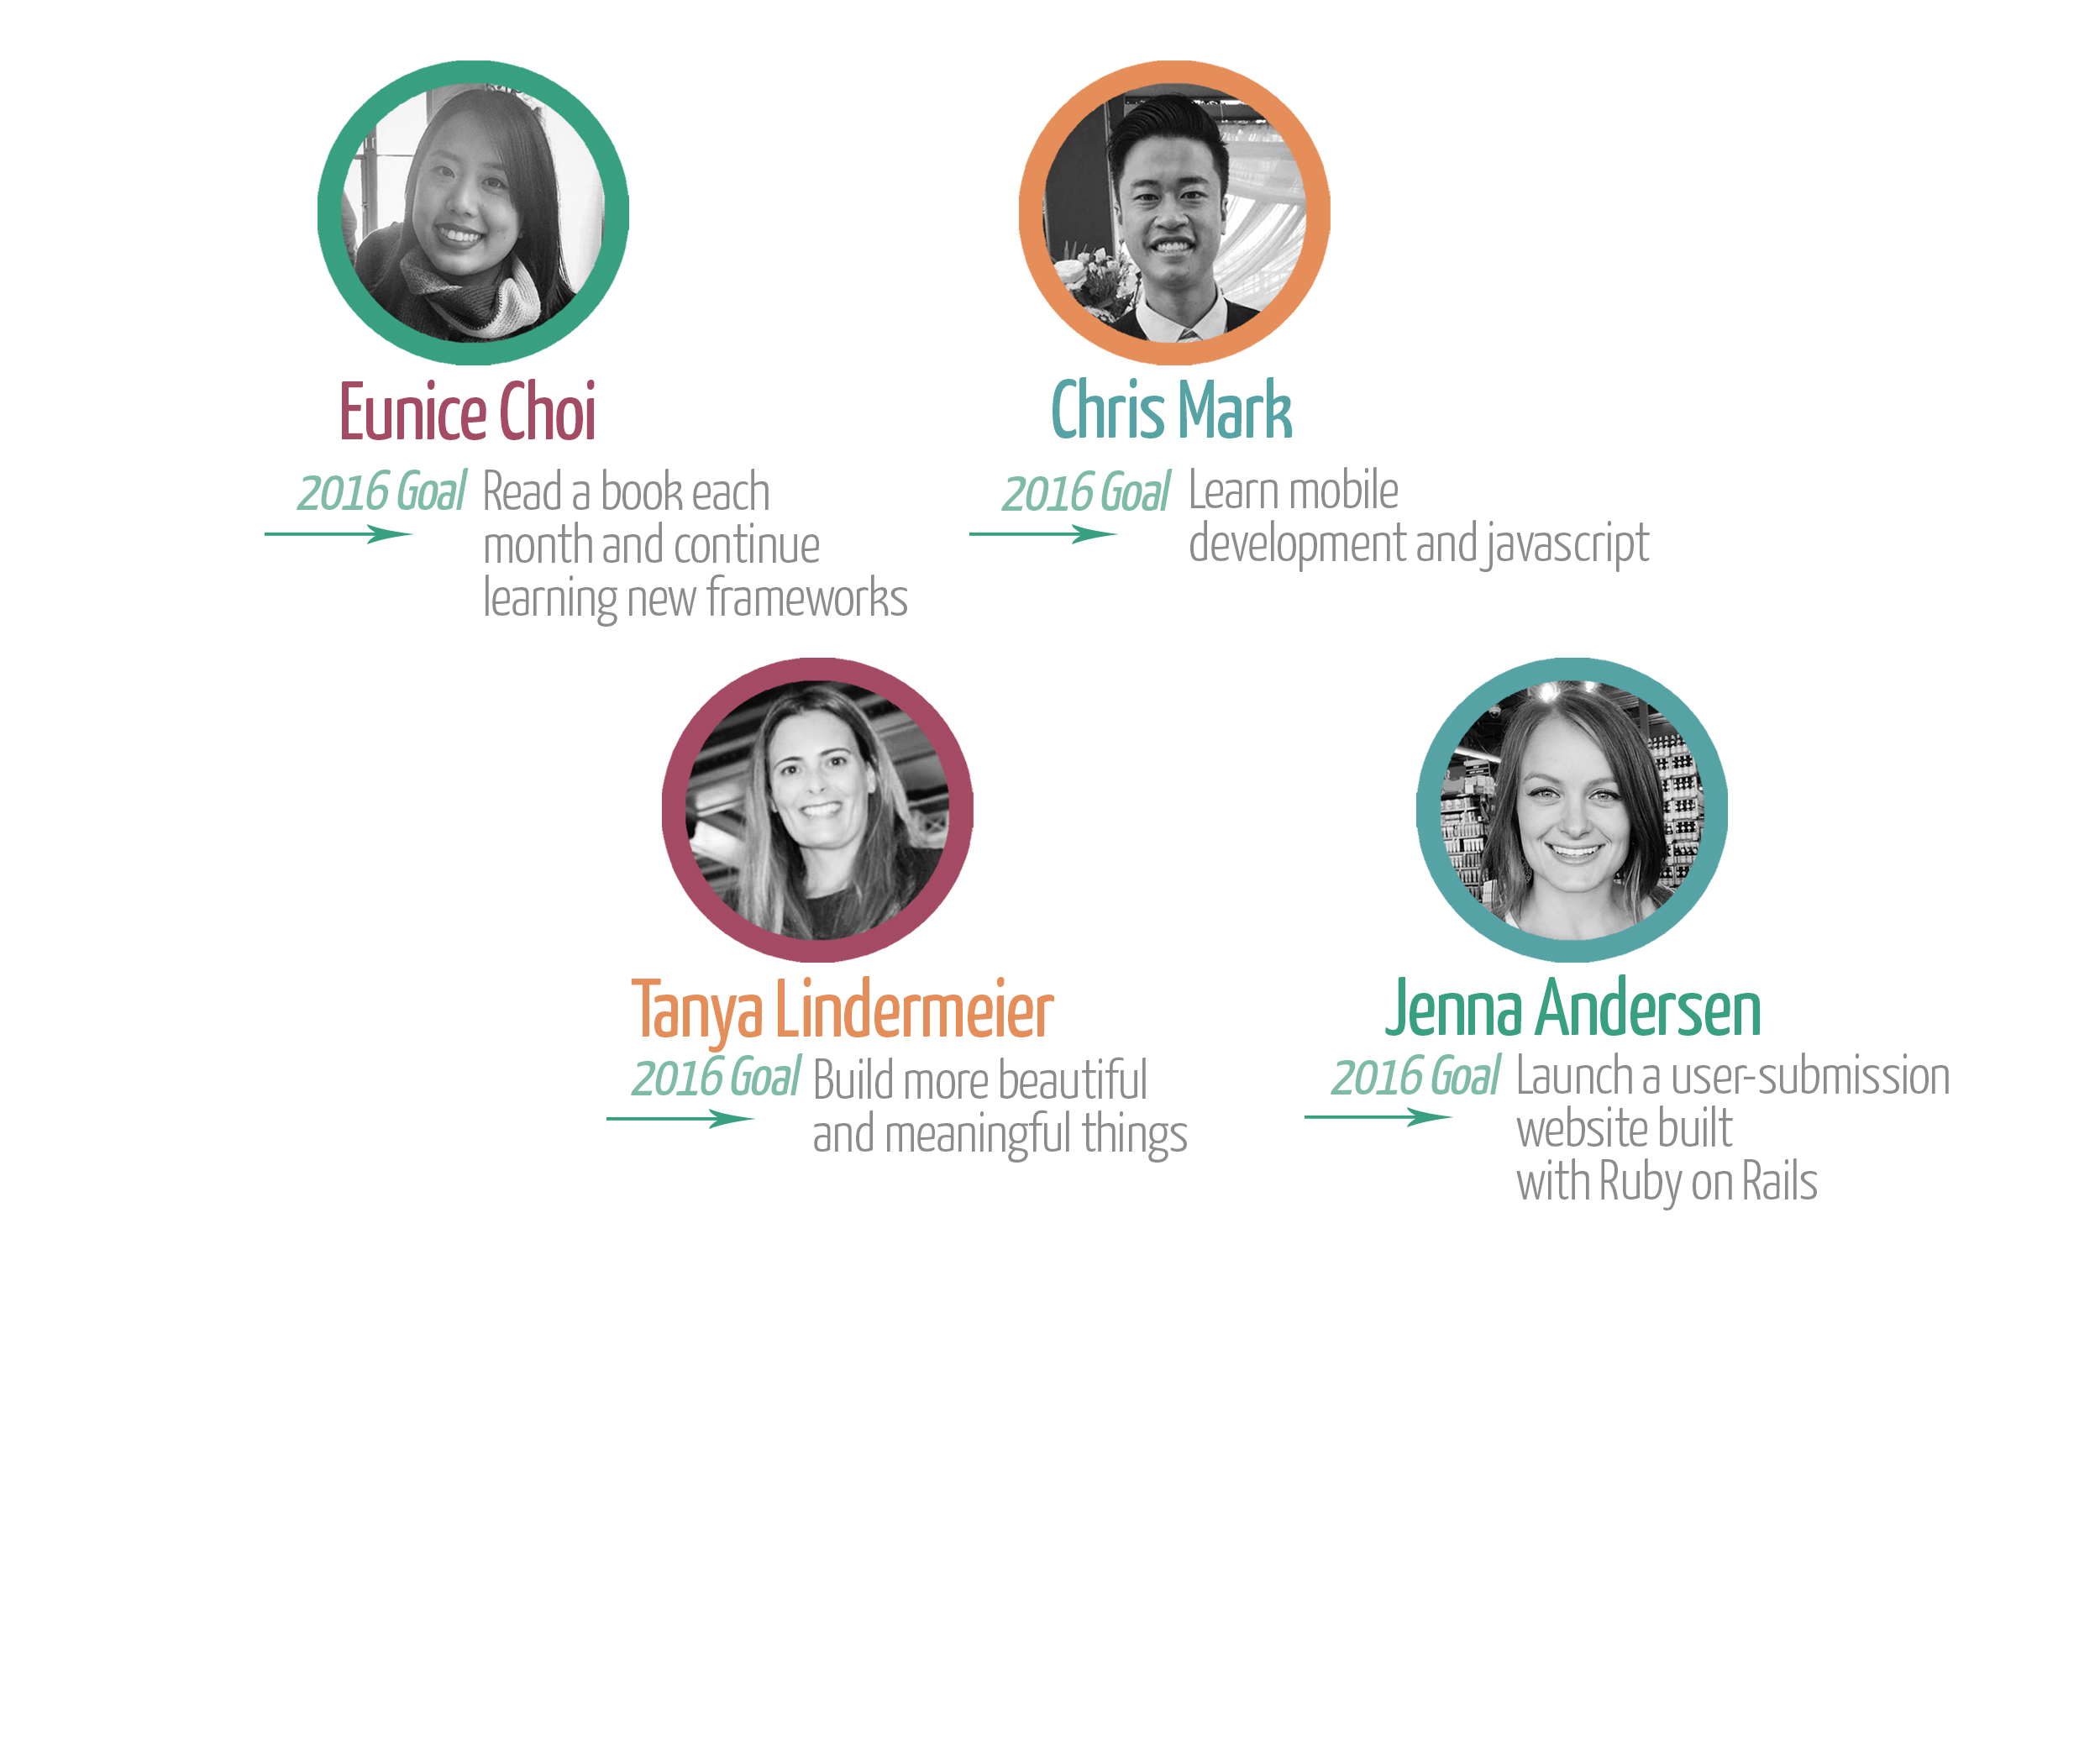 Eunice Choi
2016 Goal
Read a book each
month and continue
learning new frameworks
Chris Mark
2016 Goal
Learn mobile
development and javascript
Tanya Lindermeier
2016 Goal
Build more beautiful
and meaningful things
Jenna Andersen
2016 Goal
Launch a user-submission
website built
with Ruby on Rails